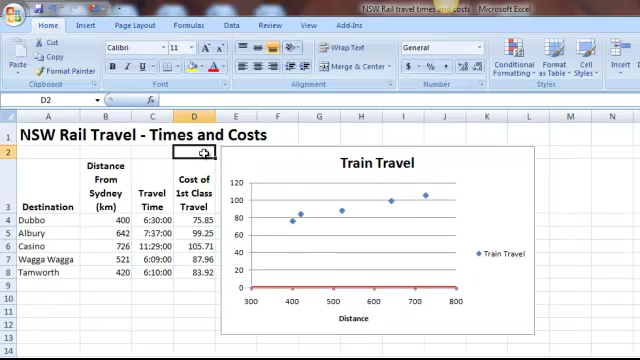 NSW Rail travel times and costs - Microsoft Excel
Home Insert Page Layout Formulas Data Review View Add-Ins
Cut
Copy
Format Painter
Paste
Clipboard
Calibri 11
B I U
Font
Wrap Text
Merge & Center
Alignment
General
$ % ,
Number
Conditional Formatting
Format as Table
Cell Styles
Styles
D2
A B C D E F G H I J K
1 NSW Rail Travel - Times and Costs
2
3 Destination Distance From Sydney (km) Travel Time Cost of 1st Class Travel
4 Dubbo 400 6:30:00 75.85
5 Albury 642 7:37:00 99.25
6 Casino 726 11:29:00 105.71
7 Wagga Wagga 521 6:09:00 87.96
8 Tamworth 420 6:10:00 83.92
9
10
11
12
13
14
Train Travel
120
100
80
60
40
20
0
300 400 500 600 700 800
Distance
Train Travel